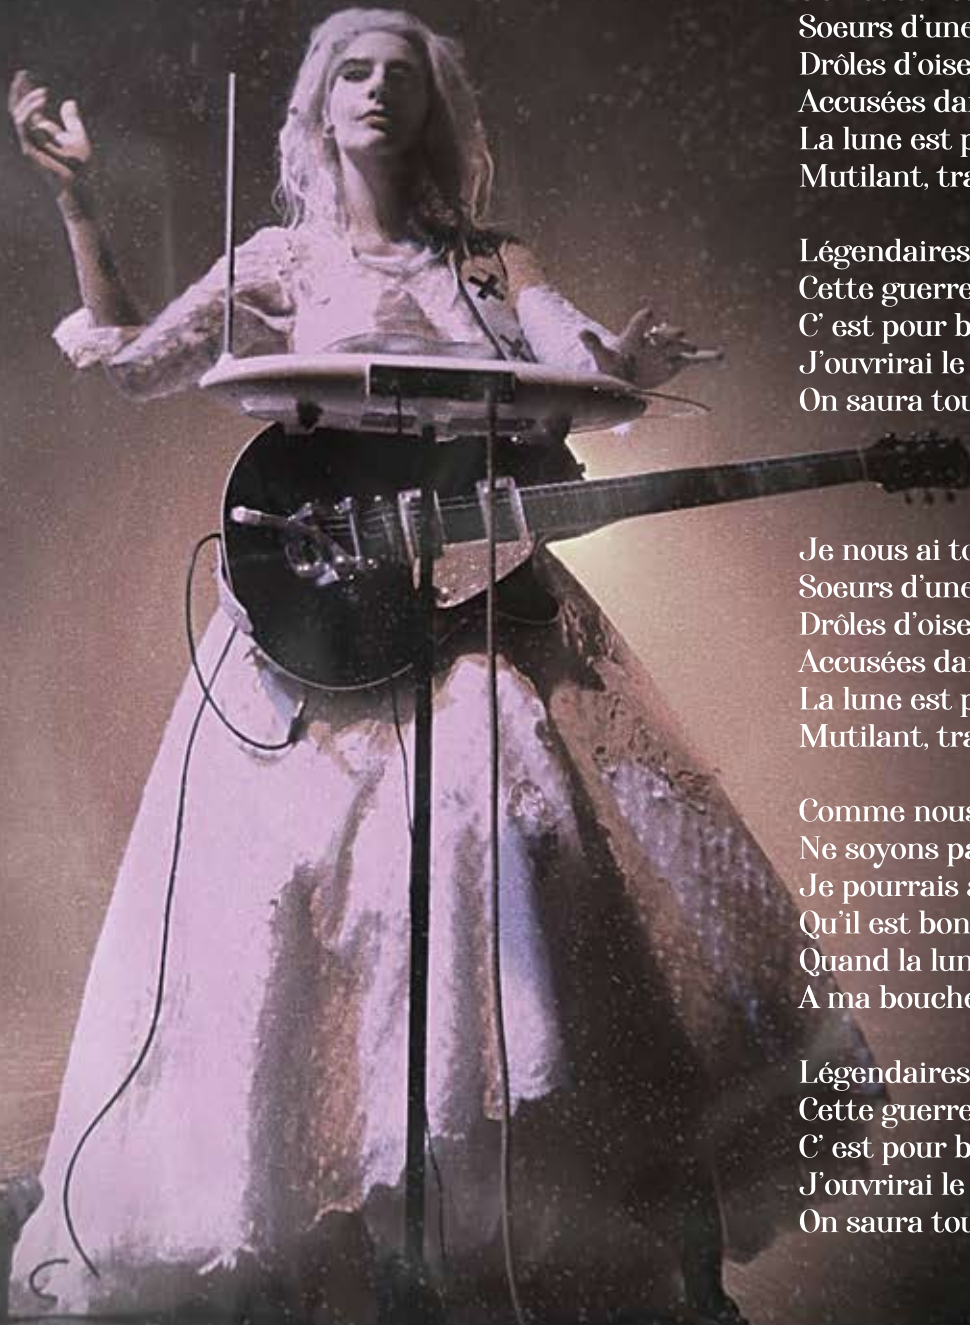 Soeurs d'une
Drôles d'oise
Accusées da
La lune est p
Mutilant, tra
Légendaires
Cette guerre
C' est pour b
J'ouvrirai le
On saura tou
Je nous ai to
Soeurs d'une
Drôles d'oise
Accusées da
La lune est p
Mutilant, tra
Comme nous
Ne soyons pa
Je pourrais a
Qu'il est bon
Quand la lun
A ma bouche
Légendaires
Cette guerre
C' est pour b
J'ouvrirai le
On saura tou